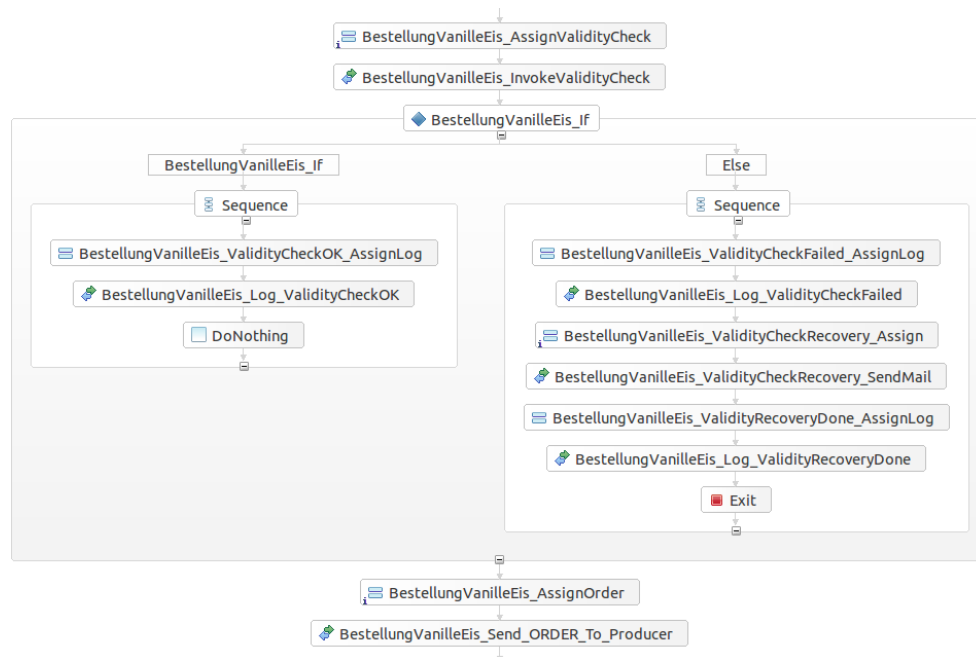 BestellungVanilleEis_AssignValidityCheck
BestellungVanilleEis_InvokeValidityCheck
BestellungVanilleEis_If
BestellungVanilleEis_If
Else
Sequence
Sequence
BestellungVanilleEis_ValidityCheckOK_AssignLog
BestellungVanilleEis_Log_ValidityCheckOK
DoNothing
BestellungVanilleEis_ValidityCheckFailed_AssignLog
BestellungVanilleEis_Log_ValidityCheckFailed
BestellungVanilleEis_ValidityCheckRecovery_Assign
BestellungVanilleEis_ValidityCheckRecovery_SendMail
BestellungVanilleEis_ValidityRecoveryDone_AssignLog
BestellungVanilleEis_Log_ValidityRecoveryDone
Exit
BestellungVanilleEis_AssignOrder
BestellungVanilleEis_Send_ORDER_To_Producer